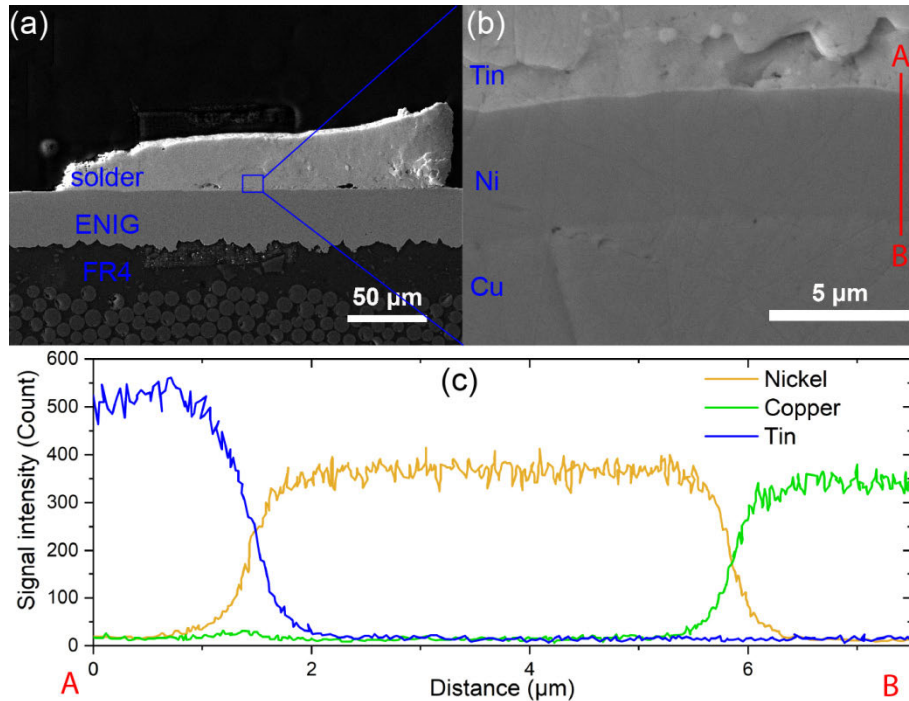 (a)
solder
ENIG
FR4
50 µm
(b)
Tin
Ni
Cu
A
B
5 µm
(c)
Nickel
Copper
Tin
Signal intensity (Count)
600
500
400
300
200
100
0
0 2 4 6
A Distance (µm) B